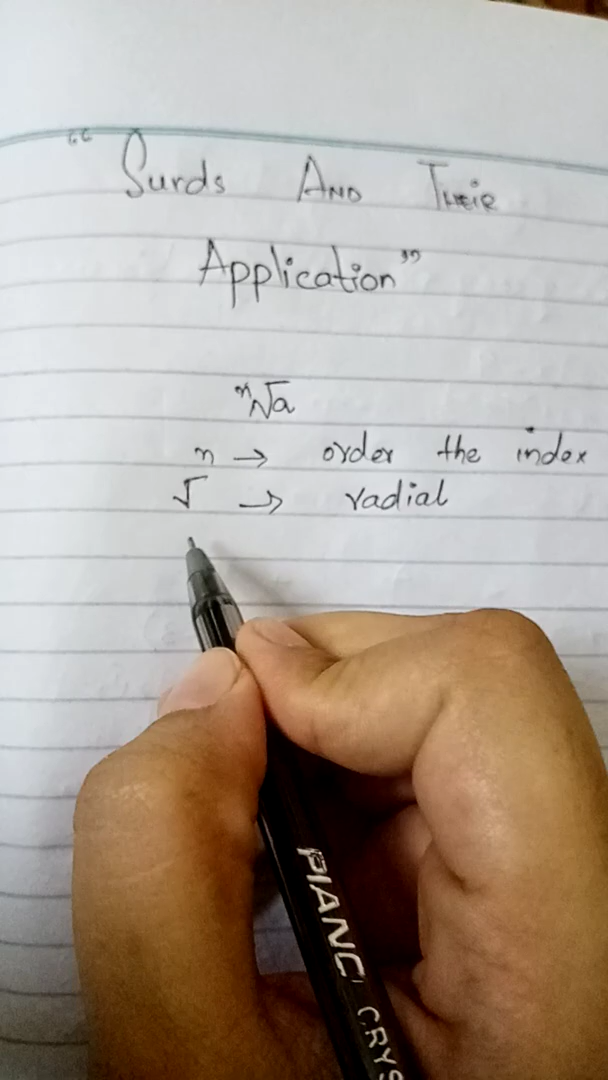 “Surds AND THEIR
Application”
ⁿ√a
n → order the index
√ → radial
PIANO CRYS